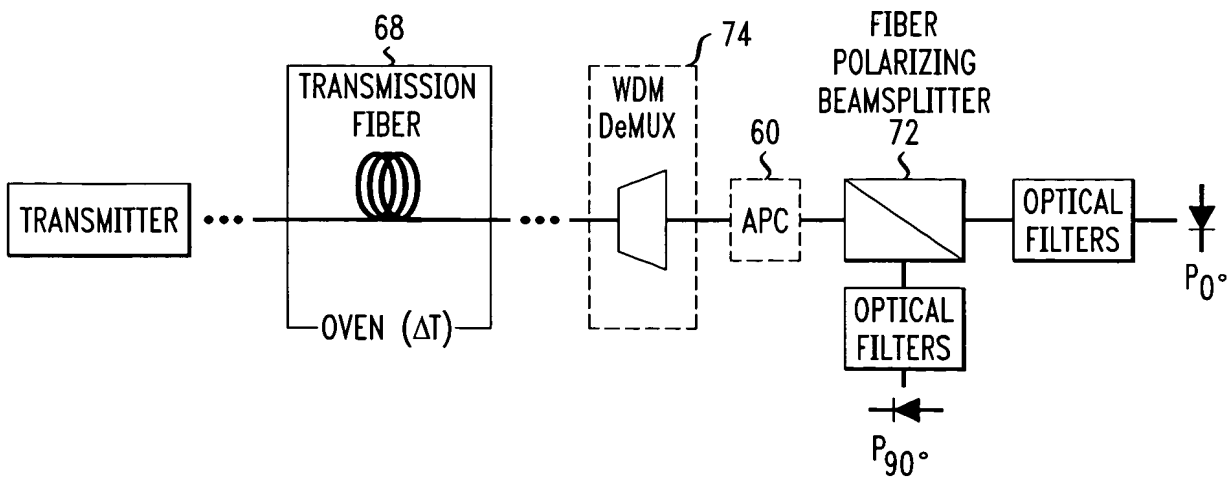 68
TRANSMISSION
FIBER
OVEN (ΔT)
TRANSMITTER
74
WDM
DeMUX
60
APC
FIBER
POLARIZING
BEAMSPLITTER
72
OPTICAL
FILTERS
P0°
OPTICAL
FILTERS
P90°